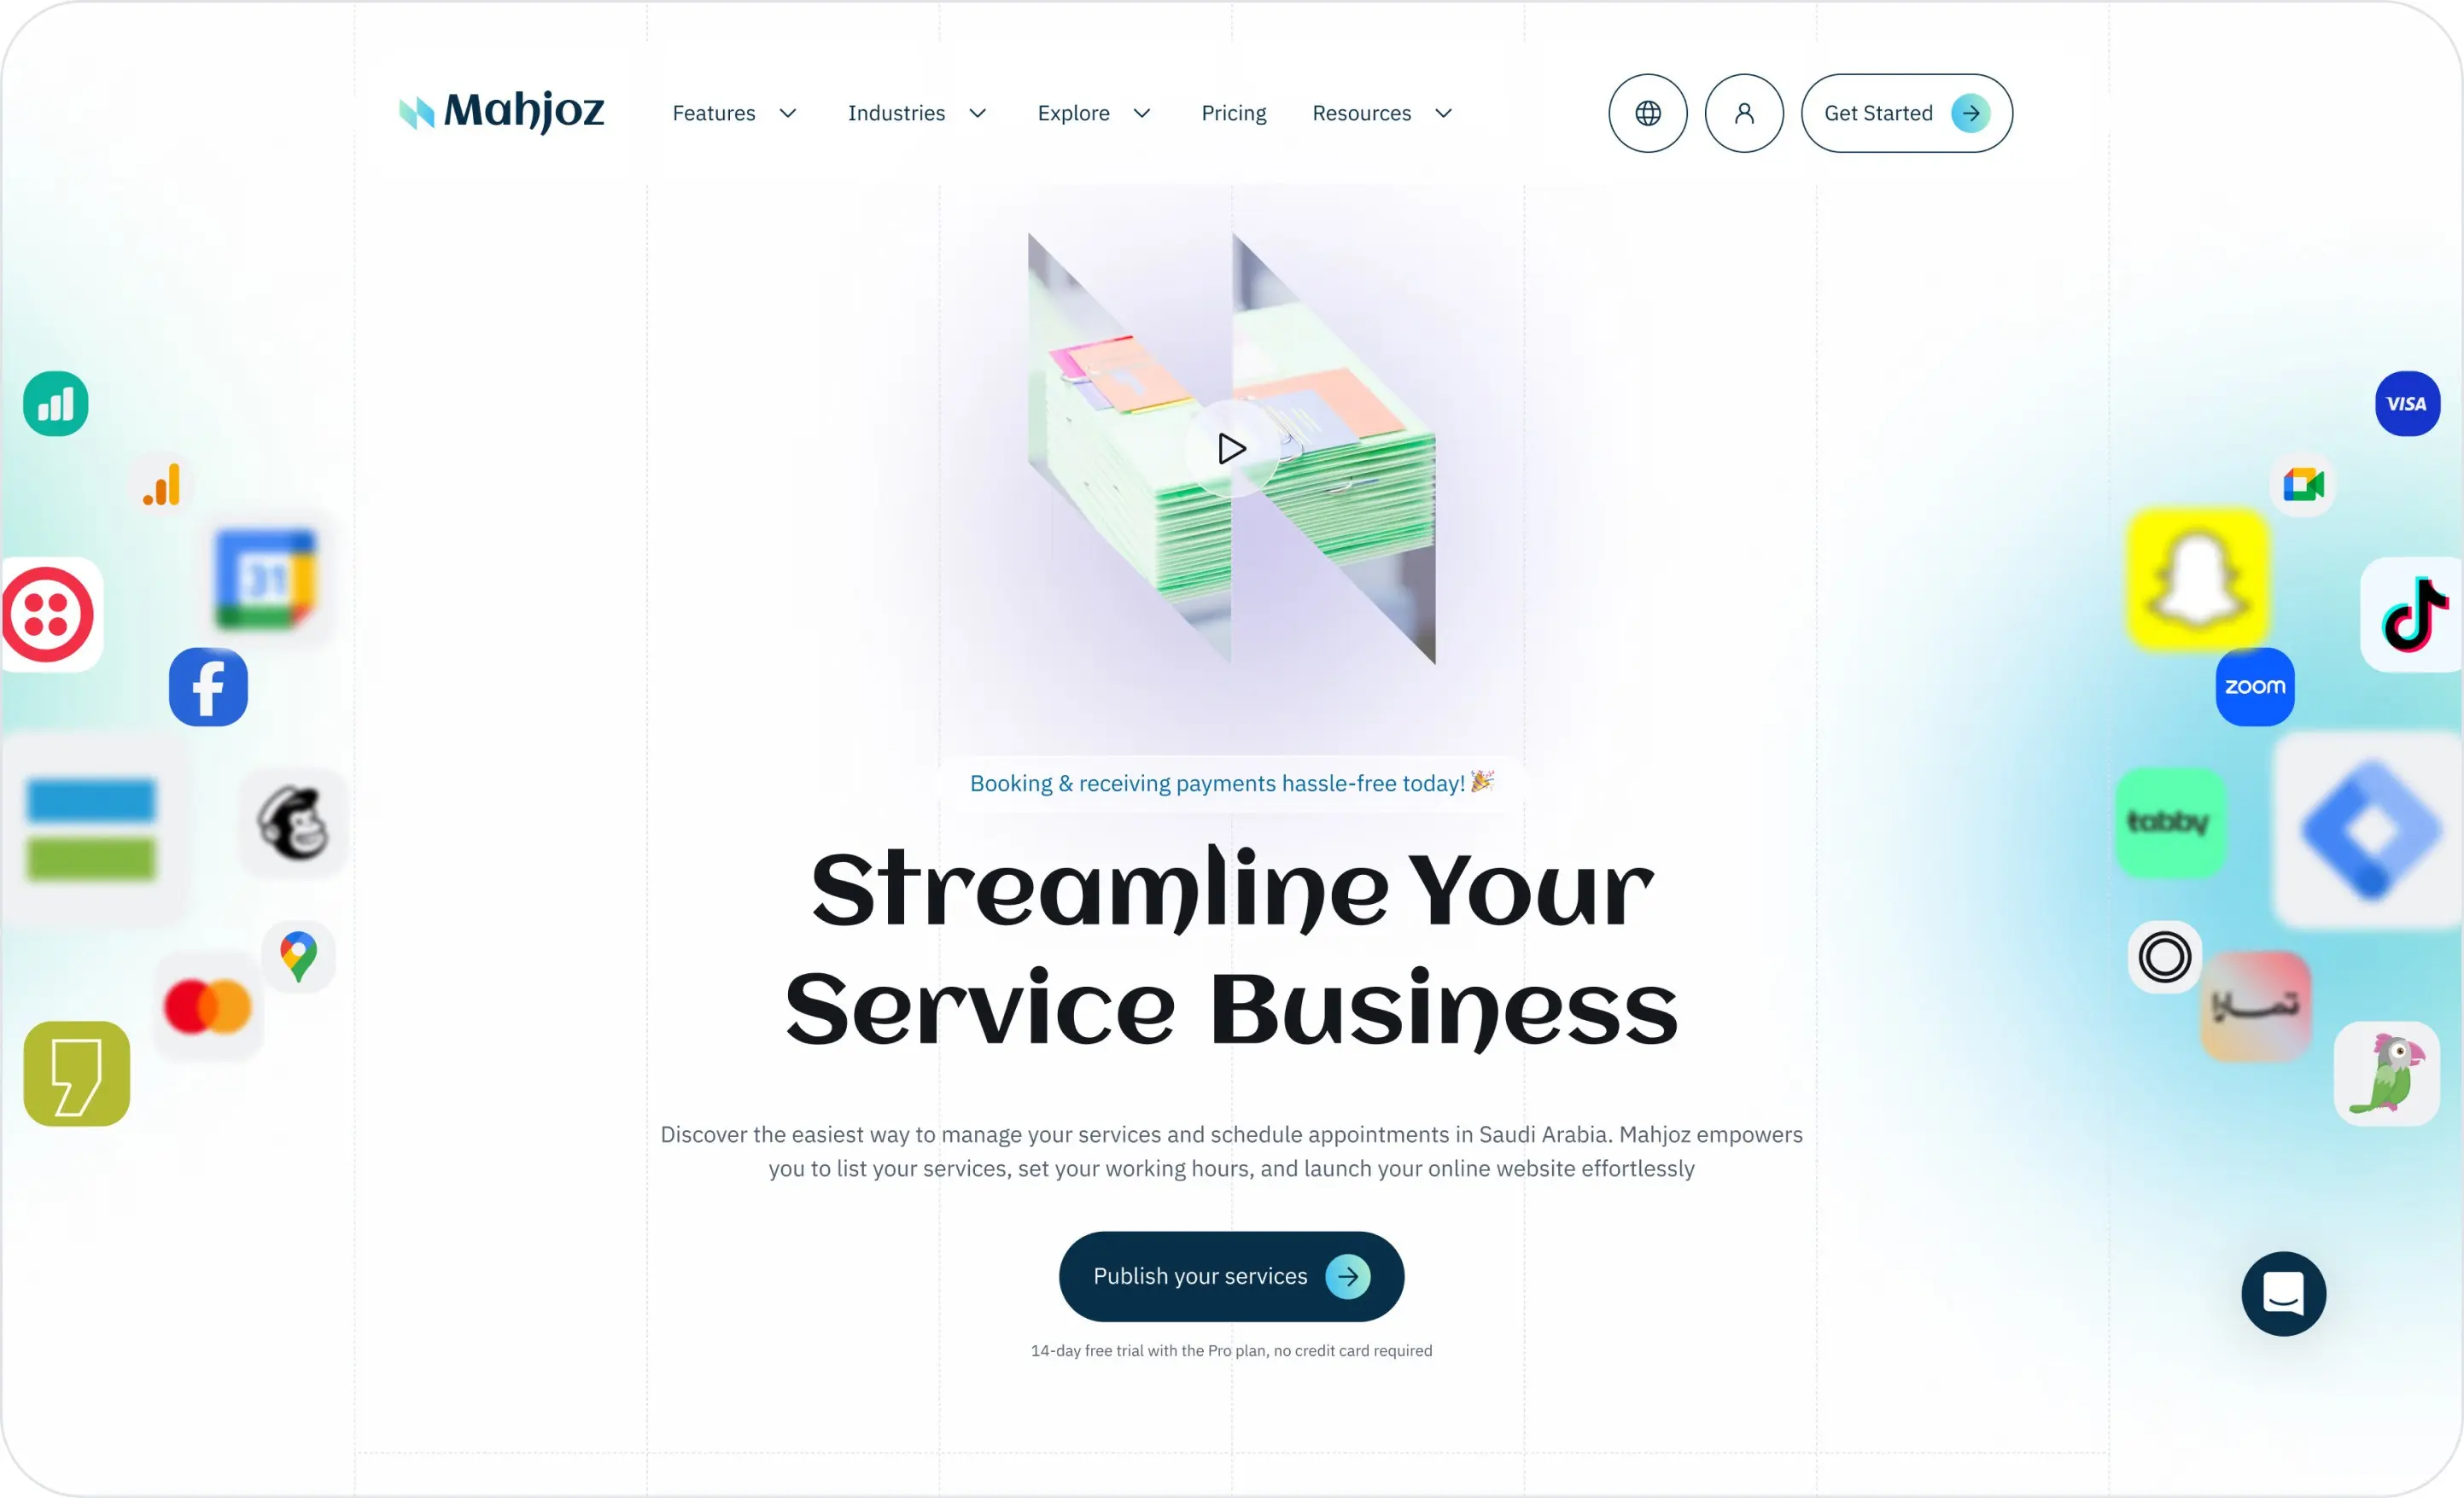 Mahjoz
Features
Industries
Explore
Pricing
Resources
Get Started
VISA
31
zoom
tabby
تمارا
Booking & receiving payments hassle-free today!🎉
Streamline Your
Service Business
Discover the easiest way to manage your services and schedule appointments in Saudi Arabia. Mahjoz empowers
you to list your services, set your working hours, and launch your online website effortlessly
Publish your services
14-day free trial with the Pro plan, no credit card required